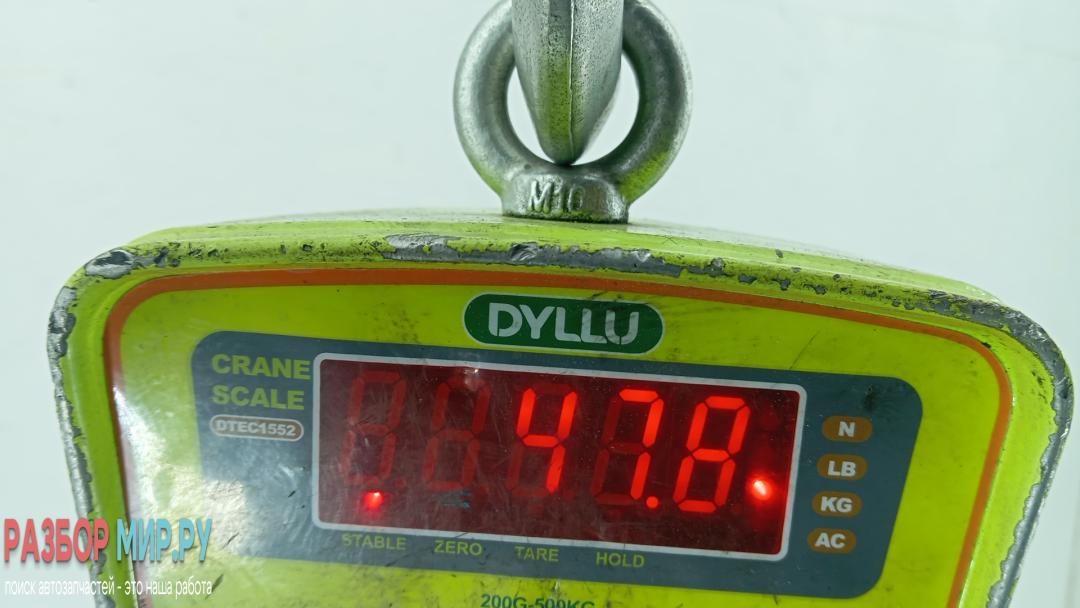 M10
DYLLU
CRANE
SCALE
DTEC1552
47.8
N
LB
KG
AC
STABLE ZERO TARE HOLD
200G-500KG
РАЗБОР МИР.РУ
поиск автозапчастей - это наша работа